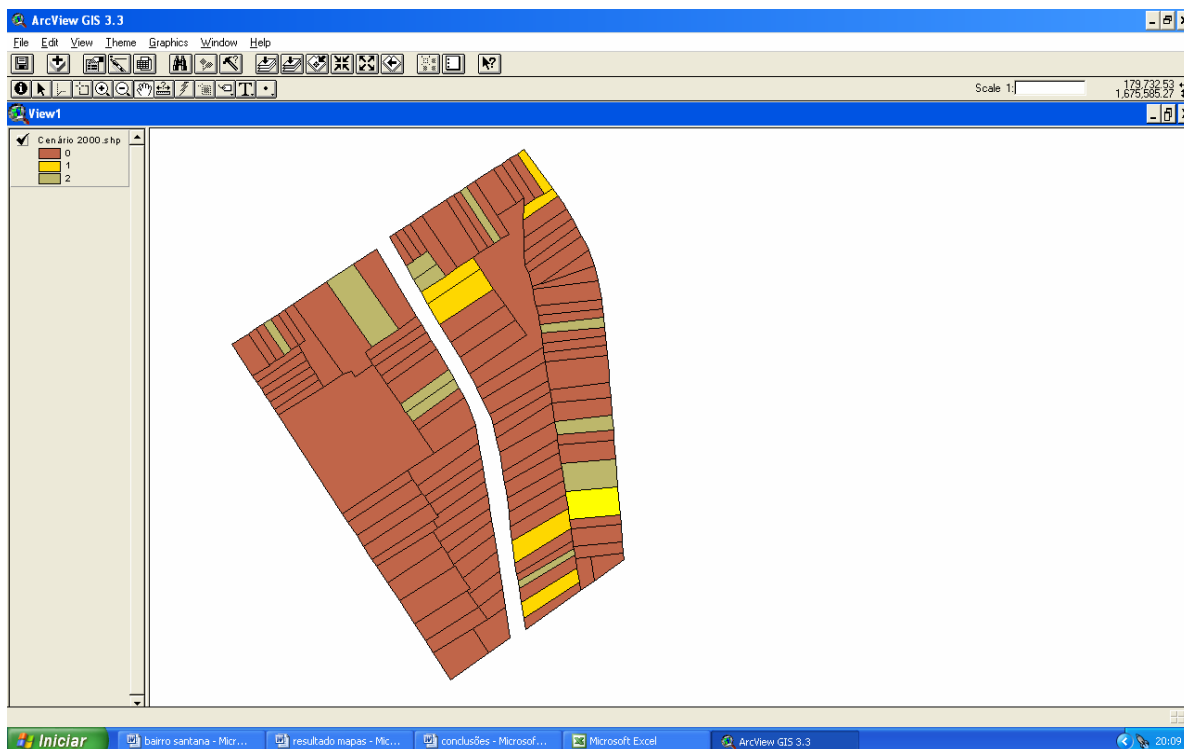 ArcView GIS 3.3
File Edit View Theme Graphics Window Help
Scale 1:
179,732.53
1,675,585.27
View1
Cenário 2000.shp
0
1
2
Iniciar
bairro santana - Micr...
resultado mapas - Mic...
conclusões - Microsof...
Microsoft Excel
ArcView GIS 3.3
20:09